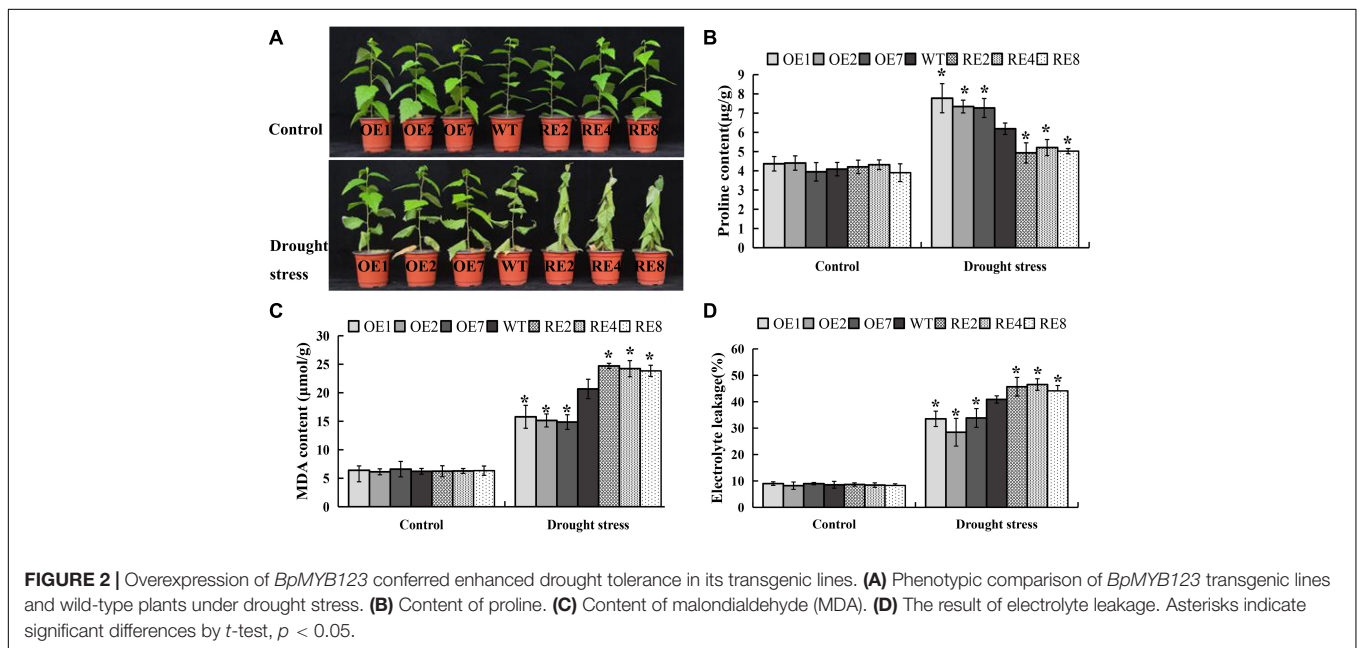 A
Control
OE1 OE2 OE7 WT RE2 RE4 RE8
Drought
stress
OE1 OE2 OE7 WT RE2 RE4 RE8
B
OE1 OE2 OE7 WT RE2 RE4 RE8
Proline content(μg/g)
9
8
7
6
5
4
3
2
1
0
* * * * * *
Control Drought stress
C
OE1 OE2 OE7 WT RE2 RE4 RE8
MDA content (μmol/g)
30
25
20
15
10
5
0
* * * * * *
Control Drought stress
D
OE1 OE2 OE7 WT RE2 RE4 RE8
Electrolyte leakage(%)
60
50
40
30
20
10
0
* * * * * *
Control Drought stress
FIGURE 2 | Overexpression of BpMYB123 conferred enhanced drought tolerance in its transgenic lines. (A) Phenotypic comparison of BpMYB123 transgenic lines
and wild-type plants under drought stress. (B) Content of proline. (C) Content of malondialdehyde (MDA). (D) The result of electrolyte leakage. Asterisks indicate
significant differences by t-test, p < 0.05.